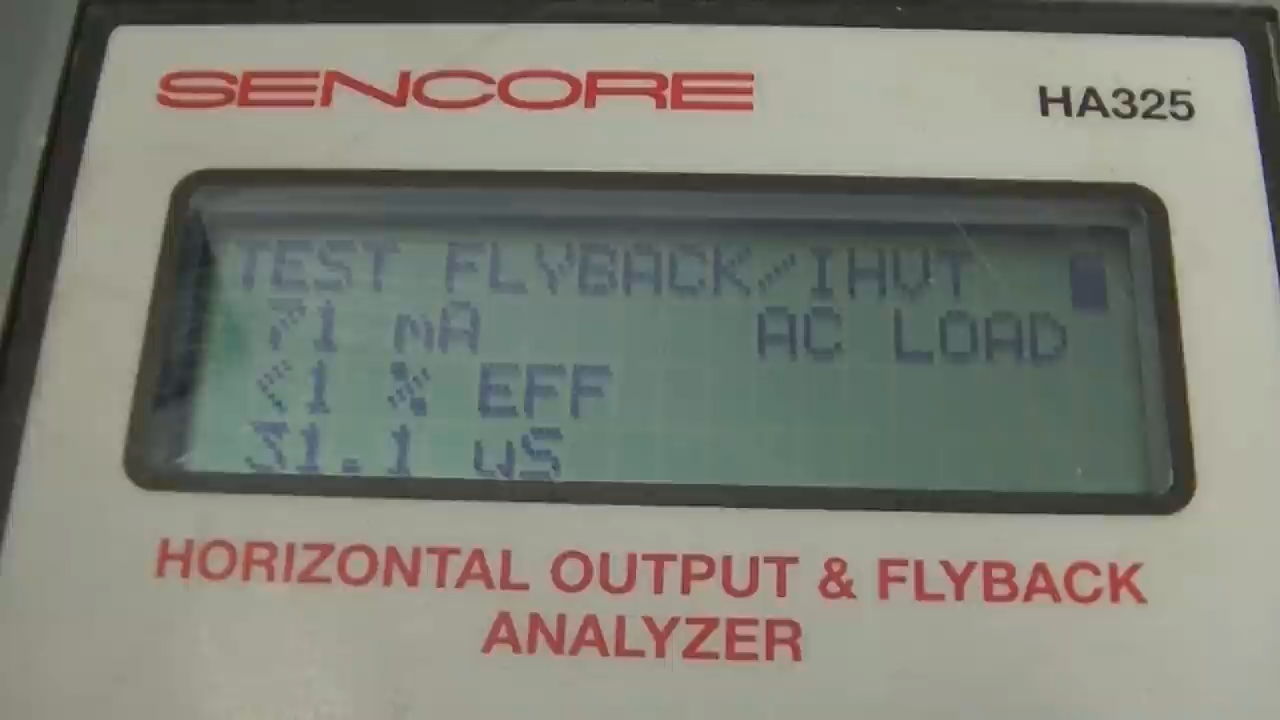 SENCORE
HA325
TEST FLYBACK/IHVT
71 mA AC LOAD
<1 % EFF
31.1 uS
HORIZONTAL OUTPUT & FLYBACK
ANALYZER